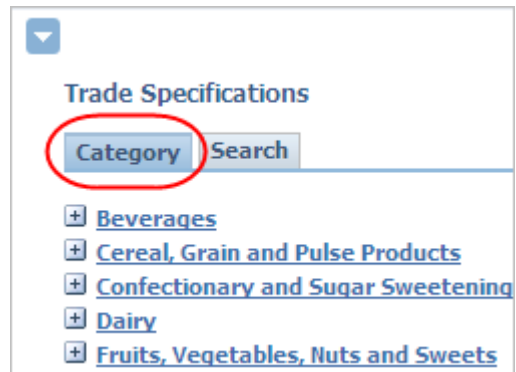 Trade Specifications
Category Search
Beverages
Cereal, Grain and Pulse Products
Confectionary and Sugar Sweetening
Dairy
Fruits, Vegetables, Nuts and Sweets